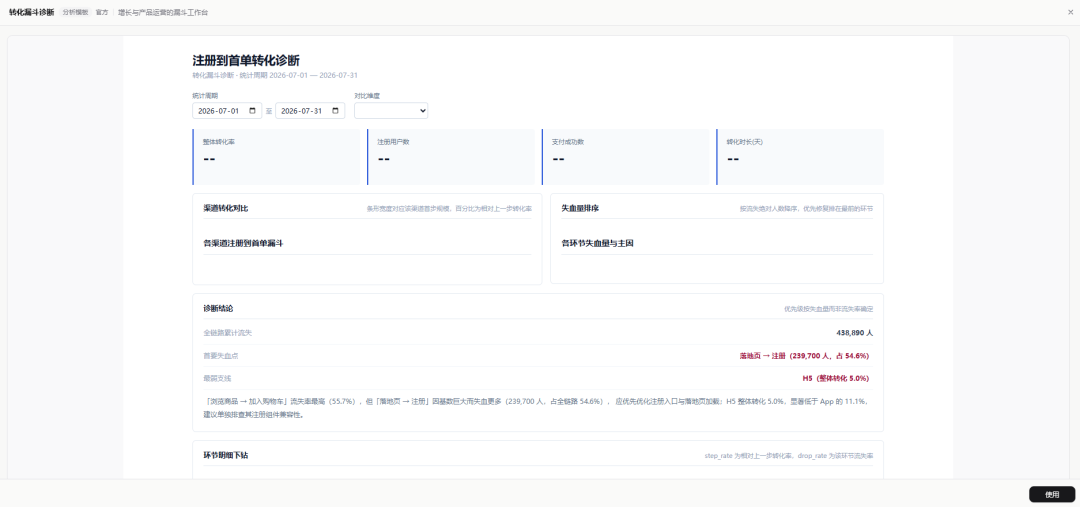 转化漏斗诊断 分析模板 官方 增长与产品运营的漏斗工作台 ×
注册到首单转化诊断
转化漏斗诊断 · 统计周期 2026-07-01 — 2026-07-31
统计周期 对比维度
2026-07-01 至 2026-07-31
整体转化率 注册用户数 支付成功数 转化时长(天)
-- -- -- --
渠道转化对比 条形宽度对应该渠道首步规模，百分比为相对上一步转化率
各渠道注册到首单漏斗
失血量排序 按流失绝对人数降序，优先修复排在最前的环节
各环节失血量与主因
诊断结论 优先级按失血量而非流失率确定
全链路累计流失 438,890 人
首要失血点 落地页 → 注册（239,700 人，占 54.6%）
最弱支线 H5（整体转化 5.0%）
「浏览商品 → 加入购物车」流失率最高（55.7%），但「落地页 → 注册」因基数巨大而失血更多（239,700 人，占全链路 54.6%），应优先优化注册入口与落地页加载；H5 整体转化 5.0%，显著低于 App 的 11.1%，
建议单独排查其注册组件兼容性。
环节明细下钻 step_rate 为相对上一步转化率，drop_rate 为该环节流失率
使用